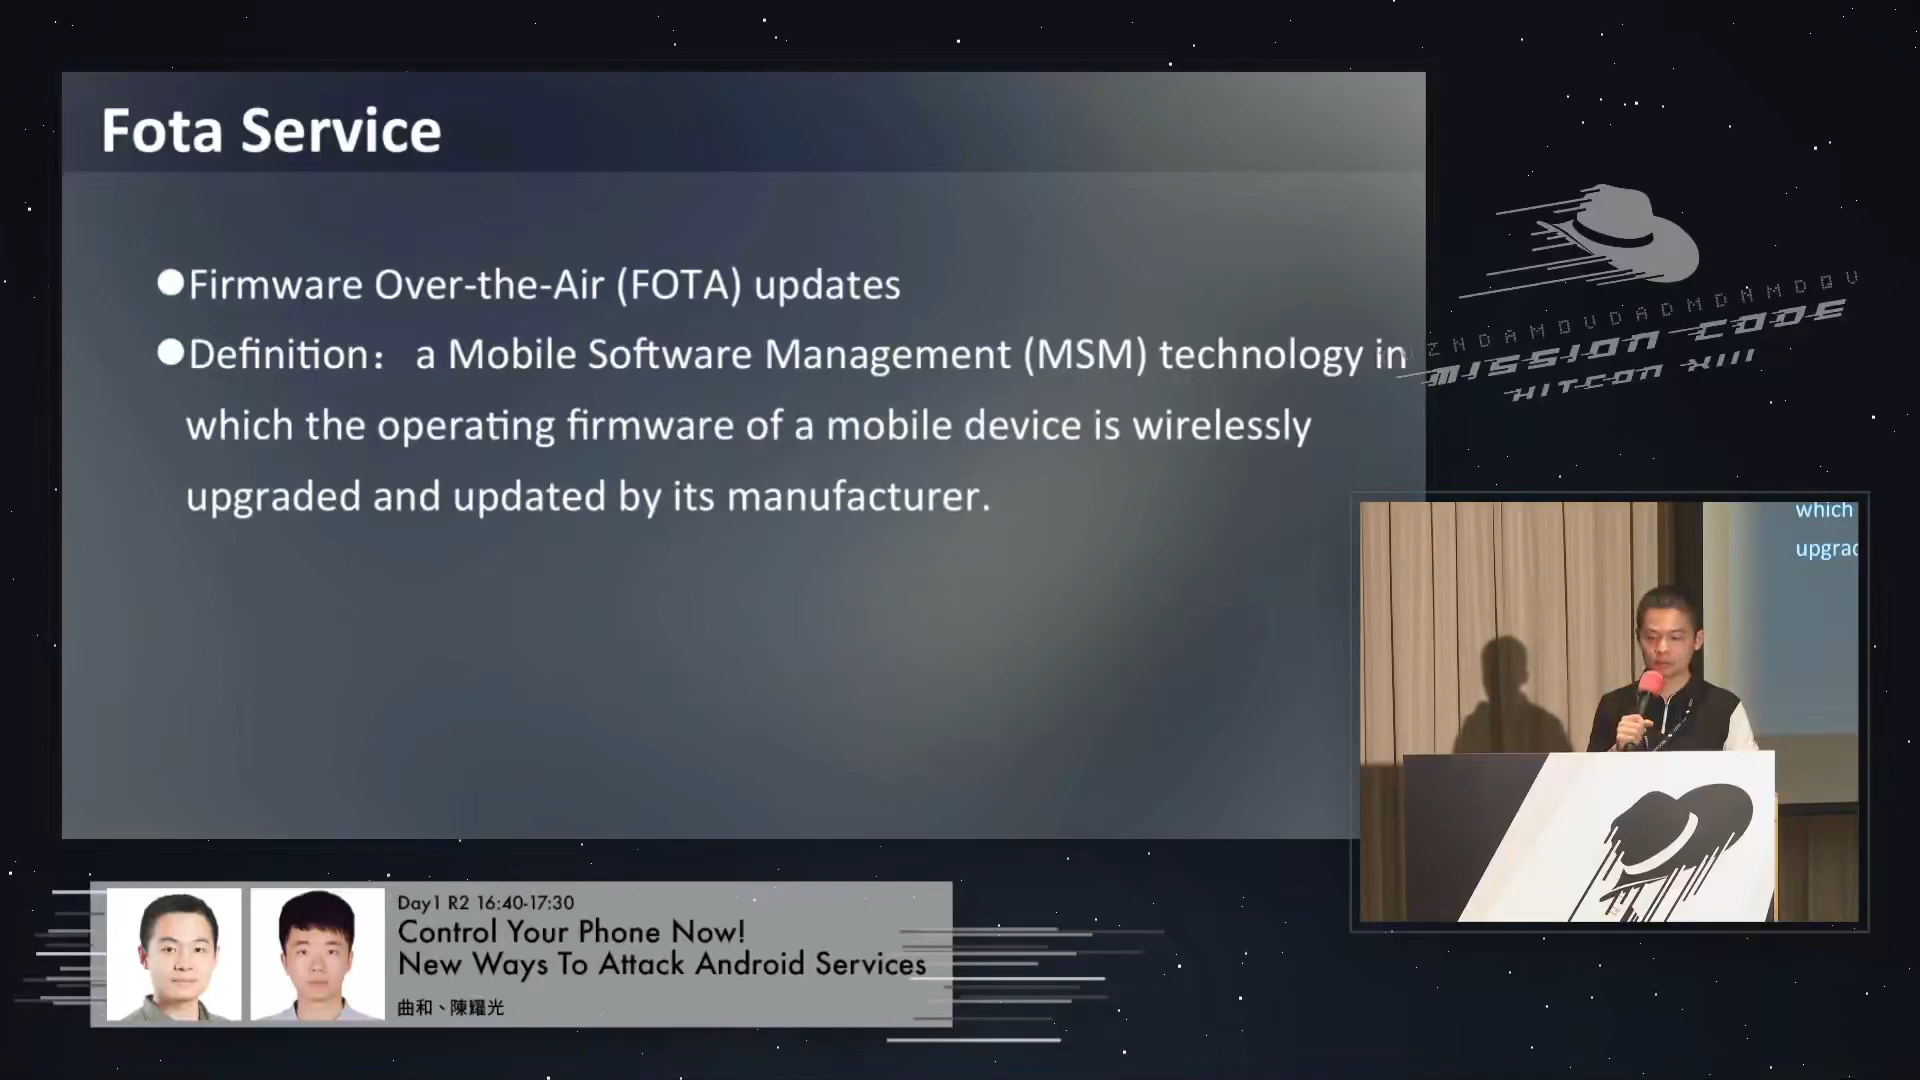 Fota Service
●Firmware Over-the-Air (FOTA) updates
●Definition： a Mobile Software Management (MSM) technology in
which the operating firmware of a mobile device is wirelessly
upgraded and updated by its manufacturer.
MISSION CODE
HITCON XIII
which
upgrad
Day1 R2 16:40-17:30
Control Your Phone Now!
New Ways To Attack Android Services
曲和、陳耀光